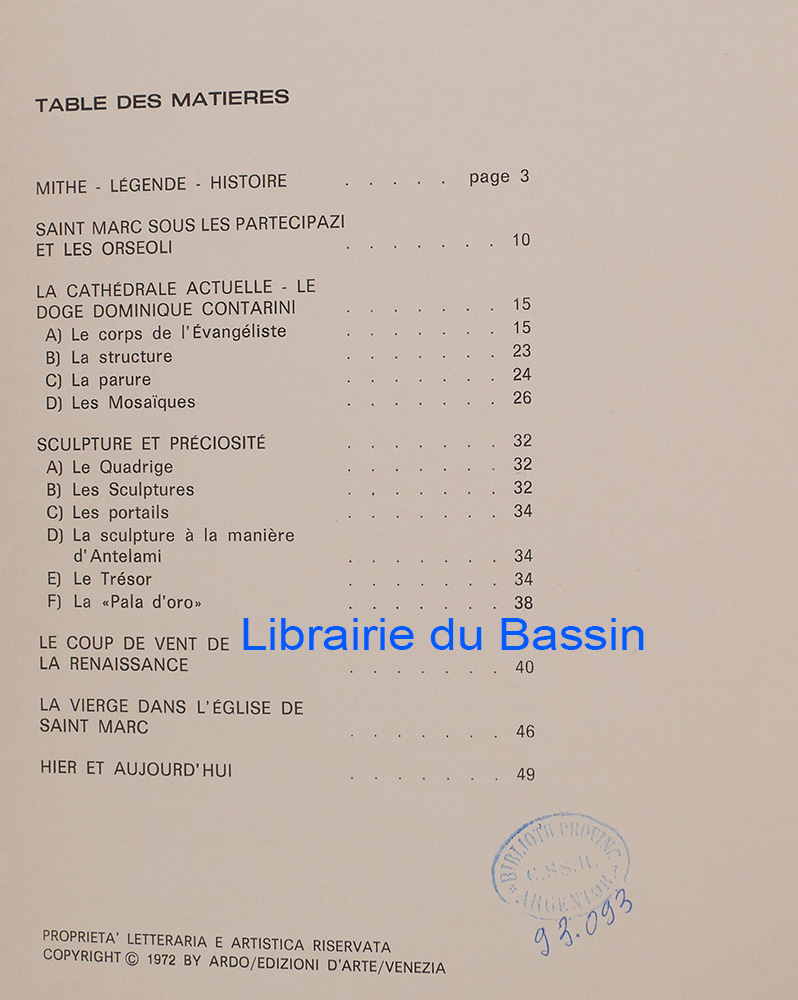 TABLE DES MATIERES
MITHE - LÉGENDE - HISTOIRE . . . . . page 3
SAINT MARC SOUS LES PARTECIPAZI
ET LES ORSEOLI . . . . . . . 10
LA CATHÉDRALE ACTUELLE - LE
DOGE DOMINIQUE CONTARINI . . . . . . . 15
A) Le corps de l'Évangéliste . . . . . . . 15
B) La structure . . . . . . . 23
C) La parure . . . . . . . 24
D) Les Mosaïques . . . . . . . 26
SCULPTURE ET PRÉCIOSITÉ . . . . . . . 32
A) Le Quadrige . . . . . . . 32
B) Les Sculptures . . . . . . . 32
C) Les portails . . . . . . . 34
D) La sculpture à la manière
d'Antelami . . . . . . . 34
E) Le Trésor . . . . . . . 34
F) La «Pala d'oro» . . . . . . . 38
LE COUP DE VENT DE
Librairie du Bassin
LA RENAISSANCE . . . . . . . 40
LA VIERGE DANS L'ÉGLISE DE
SAINT MARC . . . . . . . 46
HIER ET AUJOURD'HUI . . . . . . . 49
BIBLIOTH. PROVINC.
C.SS.R.
ARGENTOR.
93.093
PROPRIETA' LETTERARIA E ARTISTICA RISERVATA
COPYRIGHT © 1972 BY ARDO/EDIZIONI D'ARTE/VENEZIA